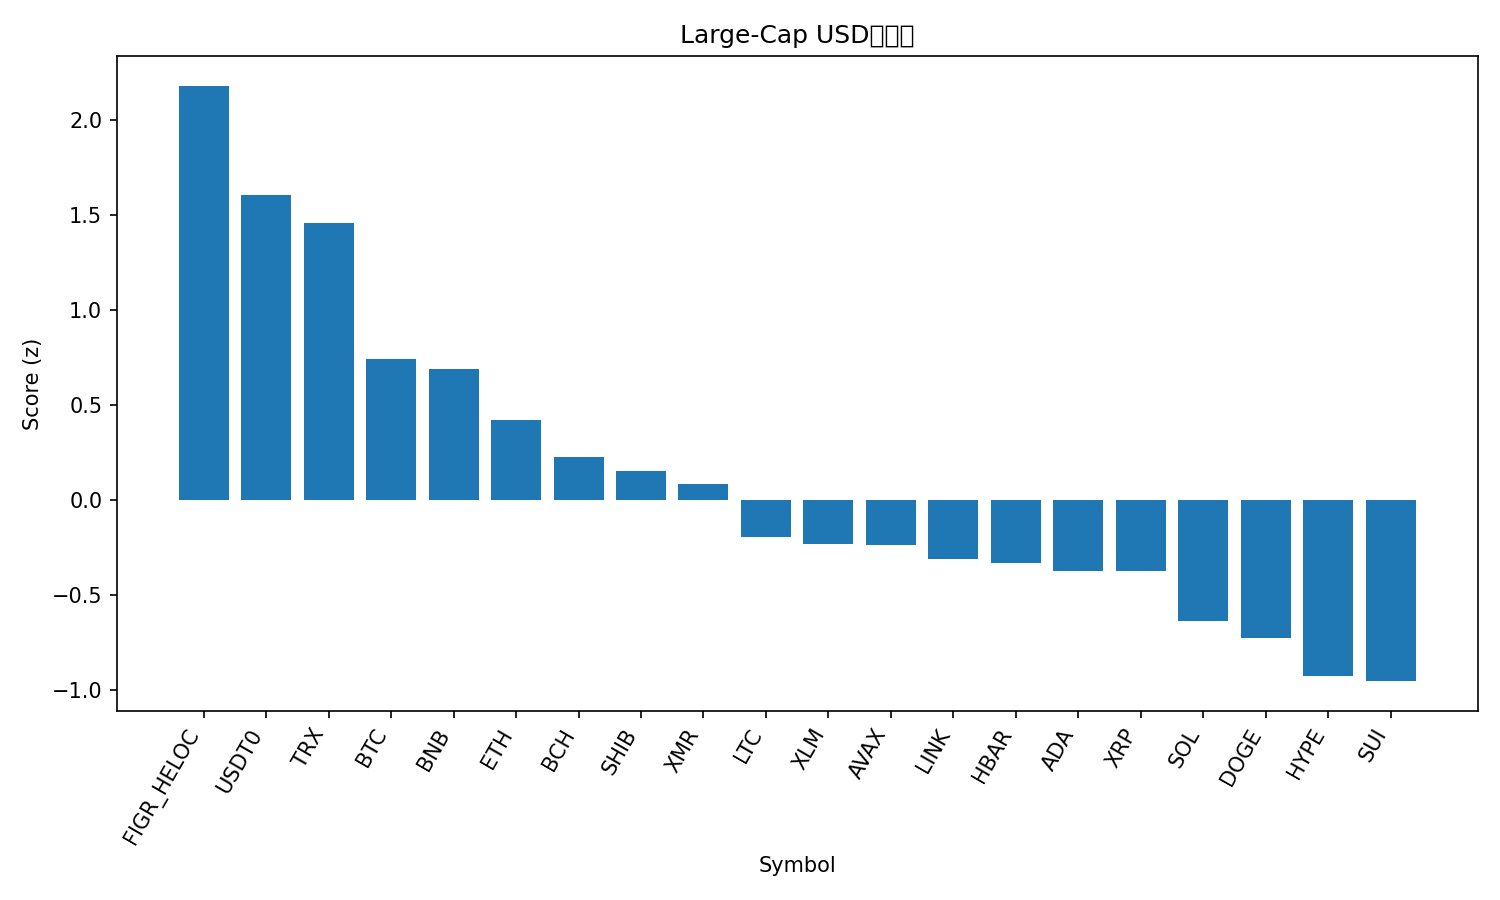 Large-Cap USD
Score (z)
2.0
1.5
1.0
0.5
0.0
−0.5
−1.0
FIGR_HELOC
USDT0
TRX
BTC
BNB
ETH
BCH
SHIB
XMR
LTC
XLM
AVAX
LINK
HBAR
ADA
XRP
SOL
DOGE
HYPE
SUI
Symbol